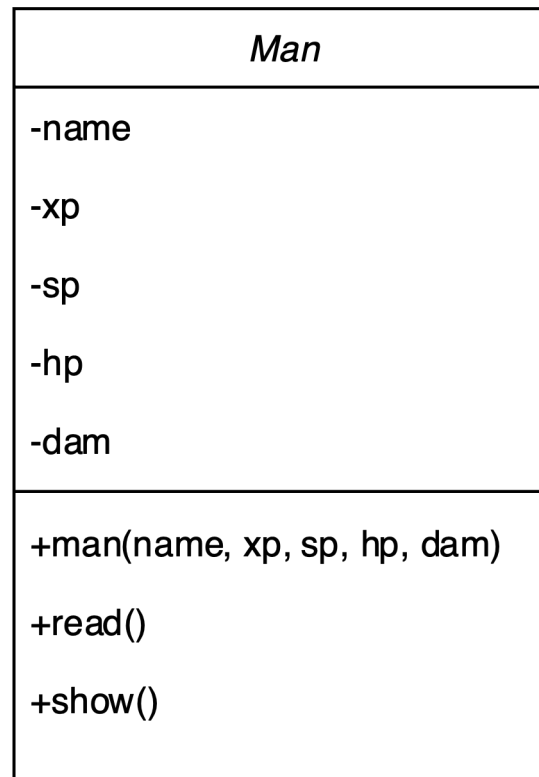 Man
-name
-xp
-sp
-hp
-dam
+man(name, xp, sp, hp, dam)
+read()
+show()